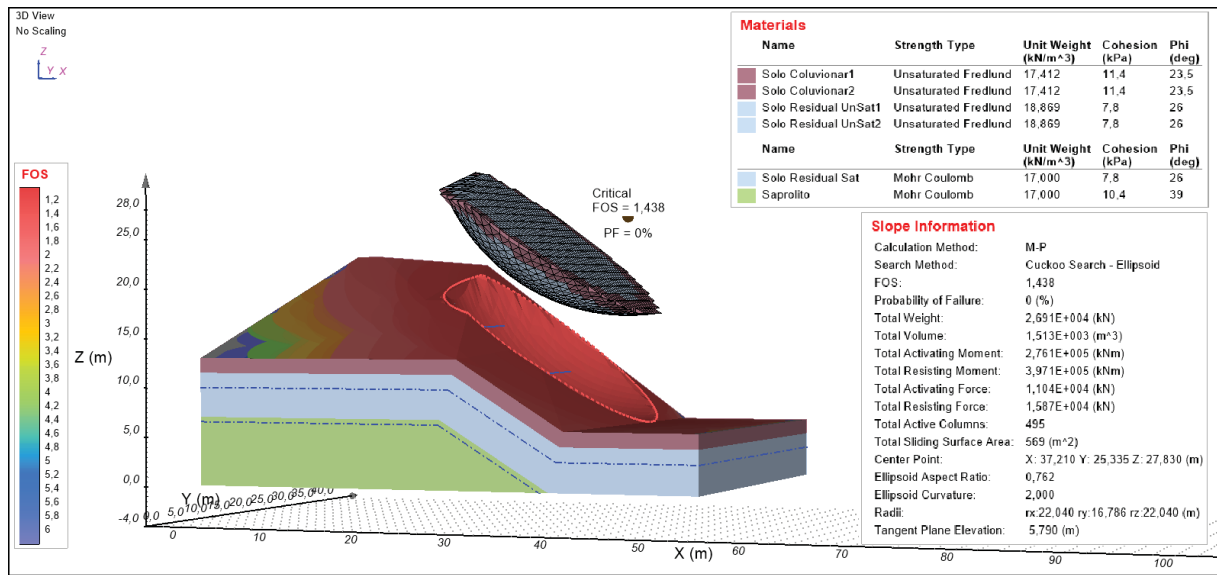 3D View
No Scaling
Z
Y X
FOS
1,2
1,4
1,6
1,8
2
2,2
2,4
2,6
2,8
3
3,2
3,4
3,6
3,8
4
4,2
4,4
4,6
4,8
5
5,2
5,4
5,6
5,8
6
28,0
25,0
20,0
15,0
10,0
5,0
0,0
-4,0
Z (m)
Y (m)
0,0 5,0 10,0 15,0 20,0 25,0 30,0 35,0 40,0
0 10 20 30 40 50 60 70 80 90 100
X (m)
Critical
FOS = 1,438
PF = 0%
Materials
Name Strength Type Unit Weight (kN/m^3) Cohesion (kPa) Phi (deg)
Solo Coluvionar1 Unsaturated Fredlund 17,412 11,4 23,5
Solo Coluvionar2 Unsaturated Fredlund 17,412 11,4 23,5
Solo Residual UnSat1 Unsaturated Fredlund 18,869 7,8 26
Solo Residual UnSat2 Unsaturated Fredlund 18,869 7,8 26
Name Strength Type Unit Weight (kN/m^3) Cohesion (kPa) Phi (deg)
Solo Residual Sat Mohr Coulomb 17,000 7,8 26
Saprolito Mohr Coulomb 17,000 10,4 39
Slope Information
Calculation Method: M-P
Search Method: Cuckoo Search - Ellipsoid
FOS: 1,438
Probability of Failure: 0 (%)
Total Weight: 2,691E+004 (kN)
Total Volume: 1,513E+003 (m^3)
Total Activating Moment: 2,761E+005 (kNm)
Total Resisting Moment: 3,971E+005 (kNm)
Total Activating Force: 1,104E+004 (kN)
Total Resisting Force: 1,587E+004 (kN)
Total Active Columns: 495
Total Sliding Surface Area: 569 (m^2)
Center Point: X: 37,210 Y: 25,335 Z: 27,830 (m)
Ellipsoid Aspect Ratio: 0,762
Ellipsoid Curvature: 2,000
Radii: rx:22,040 ry:16,786 rz:22,040 (m)
Tangent Plane Elevation: 5,790 (m)